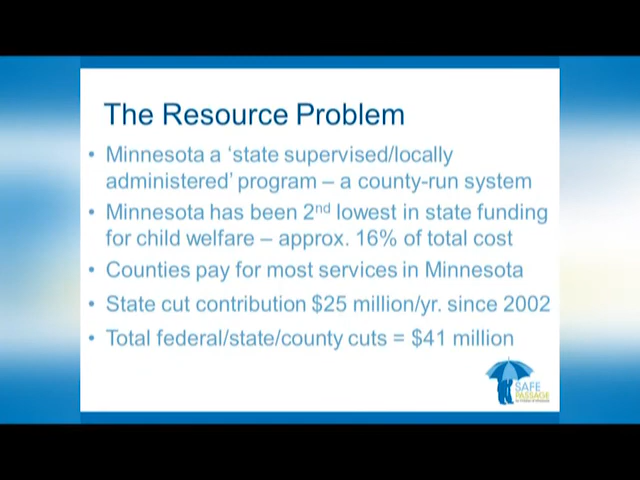 The Resource Problem
• Minnesota a ‘state supervised/locally
administered’ program – a county-run system
• Minnesota has been 2nd lowest in state funding
for child welfare – approx. 16% of total cost
• Counties pay for most services in Minnesota
• State cut contribution $25 million/yr. since 2002
• Total federal/state/county cuts = $41 million
SAFE
PASSAGE